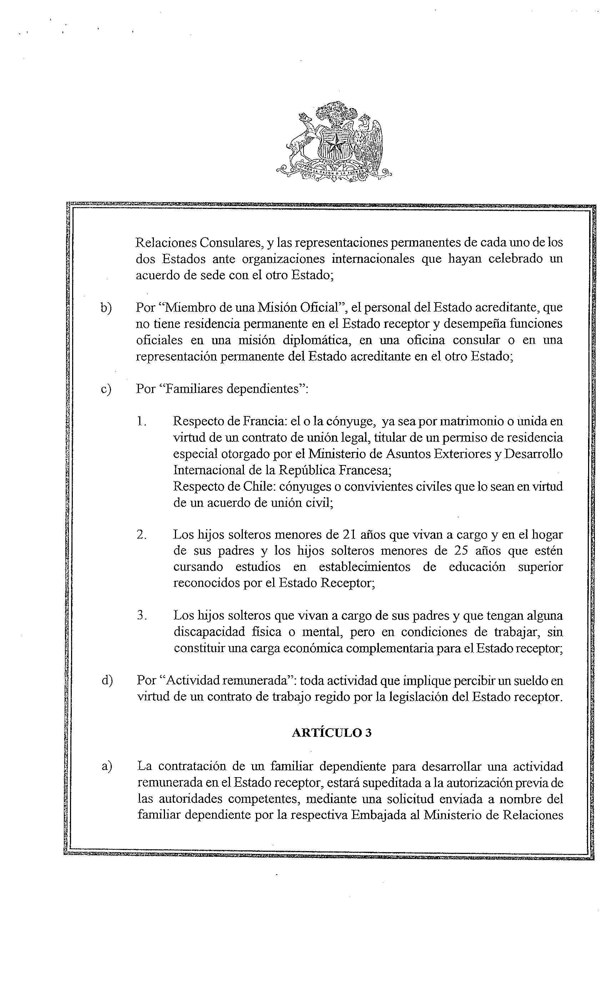 POR LA RAZON O LA FUERZA
Relaciones Consulares, y las representaciones permanentes de cada uno de los
dos Estados ante organizaciones internacionales que hayan celebrado un
acuerdo de sede con el otro Estado;
b) Por “Miembro de una Misión Oficial”, el personal del Estado acreditante, que
no tiene residencia permanente en el Estado receptor y desempeña funciones
oficiales en una misión diplomática, en una oficina consular o en una
representación permanente del Estado acreditante en el otro Estado;
c) Por “Familiares dependientes”:
1. Respecto de Francia: el o la cónyuge, ya sea por matrimonio o unida en
virtud de un contrato de unión legal, titular de un permiso de residencia
especial otorgado por el Ministerio de Asuntos Exteriores y Desarrollo
Internacional de la República Francesa;
Respecto de Chile: cónyuges o convivientes civiles que lo sean en virtud
de un acuerdo de unión civil;
2. Los hijos solteros menores de 21 años que vivan a cargo y en el hogar
de sus padres y los hijos solteros menores de 25 años que estén
cursando estudios en establecimientos de educación superior
reconocidos por el Estado Receptor;
3. Los hijos solteros que vivan a cargo de sus padres y que tengan alguna
discapacidad física o mental, pero en condiciones de trabajar, sin
constituir una carga económica complementaria para el Estado receptor;
d) Por “Actividad remunerada”: toda actividad que implique percibir un sueldo en
virtud de un contrato de trabajo regido por la legislación del Estado receptor.
ARTÍCULO 3
a) La contratación de un familiar dependiente para desarrollar una actividad
remunerada en el Estado receptor, estará supeditada a la autorización previa de
las autoridades competentes, mediante una solicitud enviada a nombre del
familiar dependiente por la respectiva Embajada al Ministerio de Relaciones